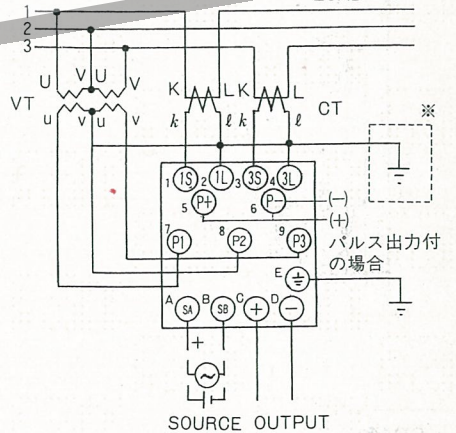 1
2
3
U V U V
K L K L
VT
CT
u v u v
k ℓ k ℓ
※
1 1S 2 1L 3 3S 4 3L
5 P+ 6 P- (−)
(+)
パルス出力付
の場合
7 P1 8 P2 9 P3
E
A SA B SB C + D −
+
SOURCE OUTPUT